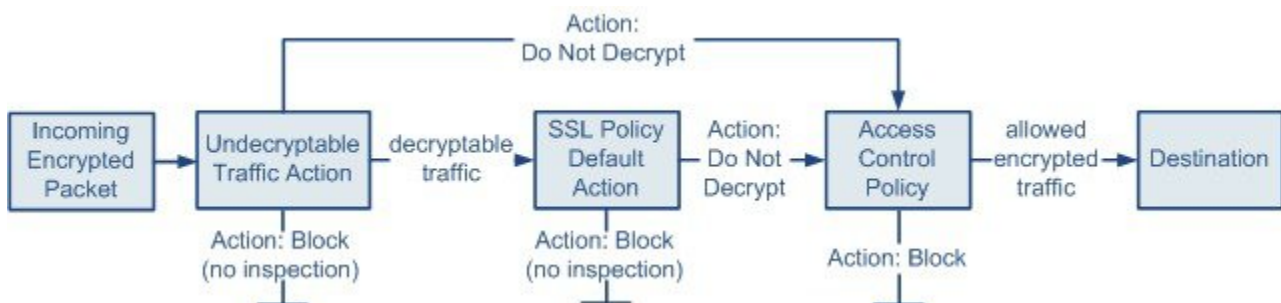 Action:
Do Not Decrypt
Incoming
Encrypted
Packet
Undecryptable
Traffic Action
decryptable
traffic
SSL Policy
Default
Action
Action:
Do Not
Decrypt
Access
Control
Policy
allowed
encrypted
traffic
Destination
Action: Block
(no inspection)
Action: Block
(no inspection)
Action: Block